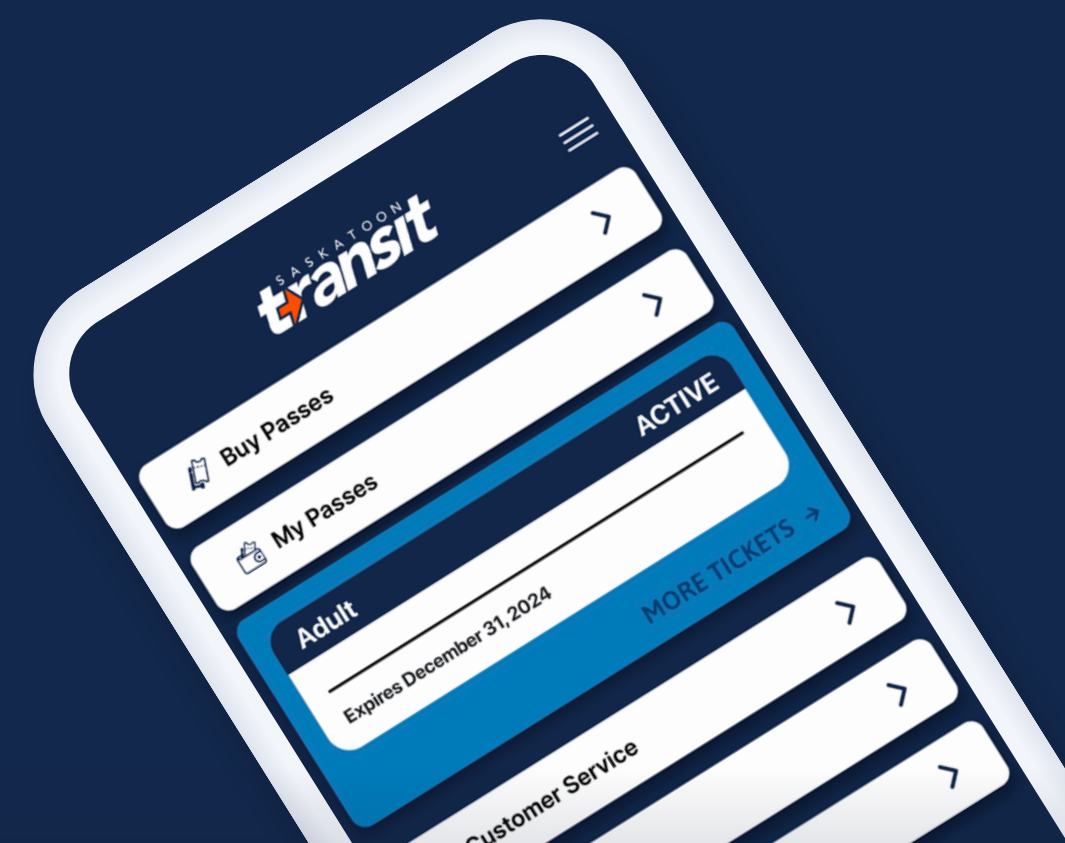 SASKATOON
transit
Buy Passes
My Passes
Adult ACTIVE
Expires December 31, 2024
MORE TICKETS →
Customer Service